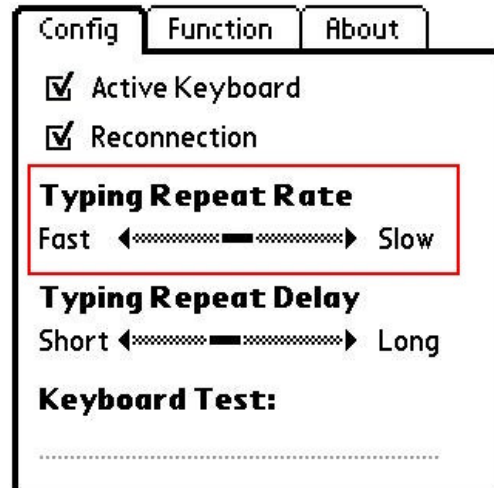 Config Function About
Active Keyboard
Reconnection
Typing Repeat Rate
Fast Slow
Typing Repeat Delay
Short Long
Keyboard Test: